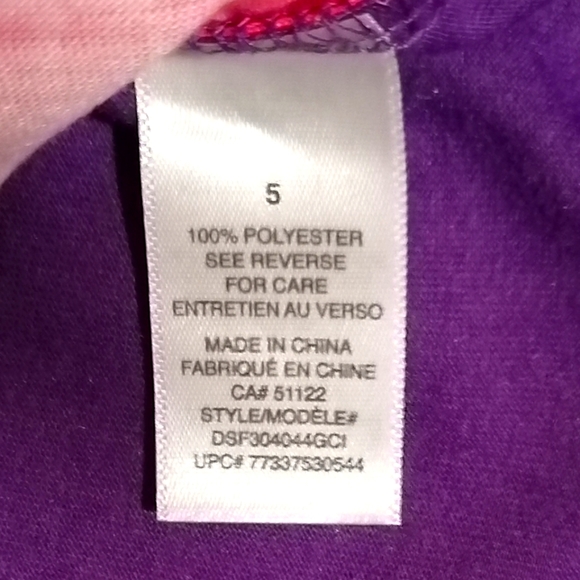 5
100% POLYESTER
SEE REVERSE
FOR CARE
ENTRETIEN AU VERSO
MADE IN CHINA
FABRIQUÉ EN CHINE
CA# 51122
STYLE/MODÈLE#
DSF304044GCI
UPC# 77337530544